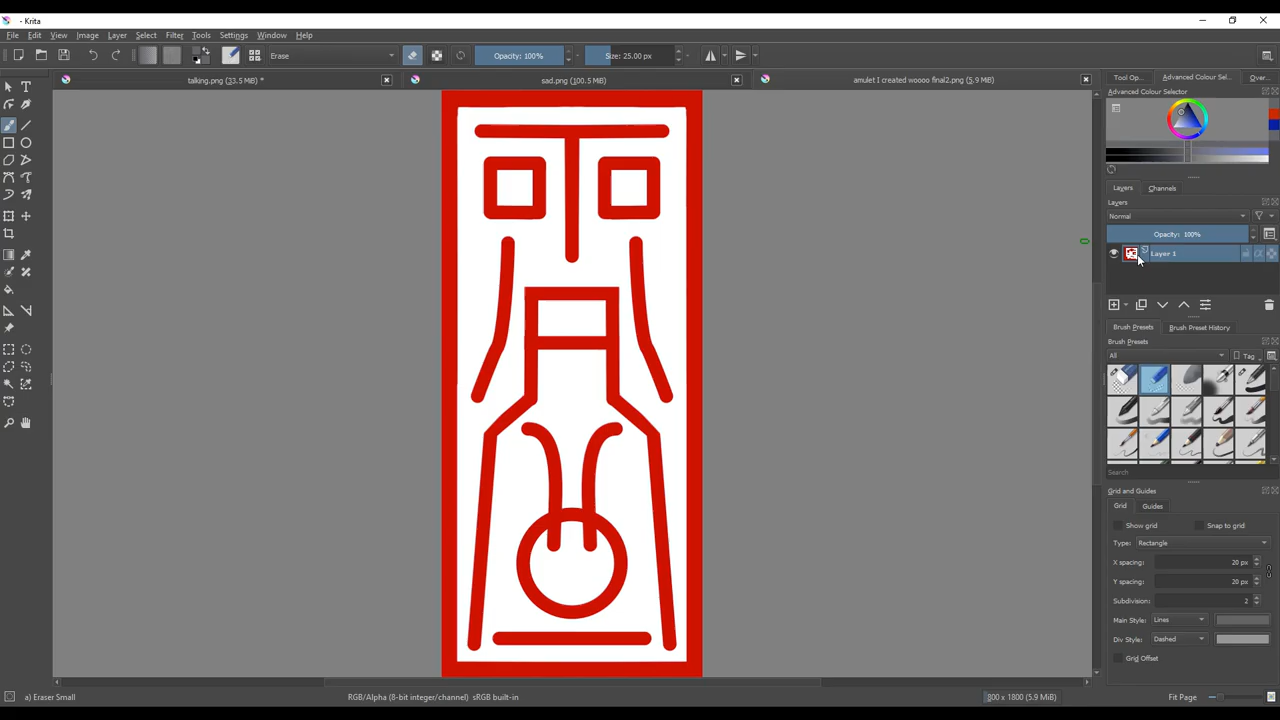 - Krita
File Edit View Image Layer Select Filter Tools Settings Window Help
Erase Opacity: 100% Size: 25.00 px
talking.png (33.5 MiB) * sad.png (100.5 MiB) amulet I created woooo final2.png (5.9 MiB)
Tool Op... Advanced Colour Sel... Over...
Advanced Colour Selector
Layers Channels
Layers
Normal
Opacity: 100%
Layer 1
Brush Presets Brush Preset History
Brush Presets
All Tag
Search
Grid and Guides
Grid Guides
Show grid Snap to grid
Type: Rectangle
X spacing: 20 px
Y spacing: 20 px
Subdivision: 2
Main Style: Lines
Div Style: Dashed
Grid Offset
a) Eraser Small RGB/Alpha (8-bit integer/channel) sRGB built-in 800 x 1800 (5.9 MiB) Fit Page